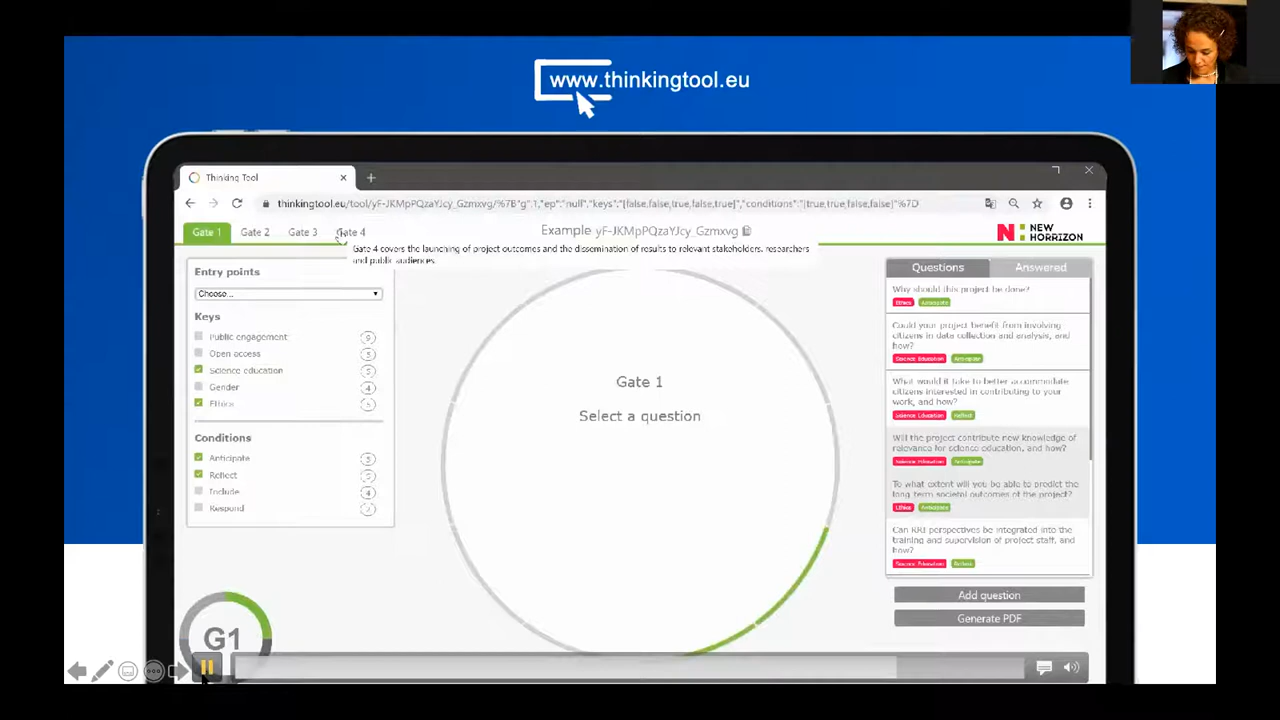 www.thinkingtool.eu
Thinking Tool
thinkingtool.eu/tool/yF-JKMpPQzaYJcy_Gzmxvg/%7B"g":1,"ep":"null","keys":"[false,false,true,false,true]","conditions":"[true,true,false,false]"%7D
Gate 1 Gate 2 Gate 3 Gate 4
Example yF-JKMpPQzaYJcy_Gzmxvg
NEW HORRIZON
Gate 4 covers the launching of project outcomes and the dissemination of results to relevant stakeholders, researchers
and public audiences.
Entry points
Choose...
Keys
Public engagement 9
Open access 5
Science education 5
Gender 4
Ethics
Conditions
Anticipate 5
Reflect
Include 4
Respond
Gate 1
Select a question
G1
Questions Answered
Why should this project be done?
Ethics Anticipate
Could your project benefit from involving
citizens in data collection and analysis, and
how?
Science Education Anticipate
What would it take to better accommodate
citizens interested in contributing to your
work, and how?
Science Education Reflect
Will the project contribute new knowledge of
relevance for science education, and how?
Science Education Anticipate
To what extent will you be able to predict the
long term societal outcomes of the project?
Ethics Anticipate
Can RRI perspectives be integrated into the
training and supervision of project staff, and
how?
Science Education Reflect
Add question
Generate PDF